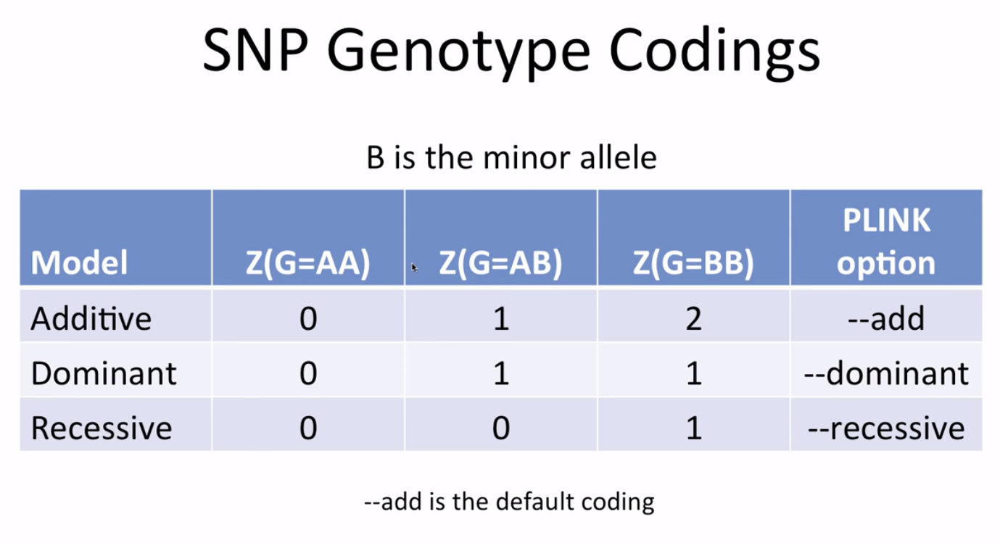 SNP Genotype Codings
B is the minor allele
Model Z(G=AA) Z(G=AB) Z(G=BB) PLINK option
Additive 0 1 2 --add
Dominant 0 1 1 --dominant
Recessive 0 0 1 --recessive
--add is the default coding